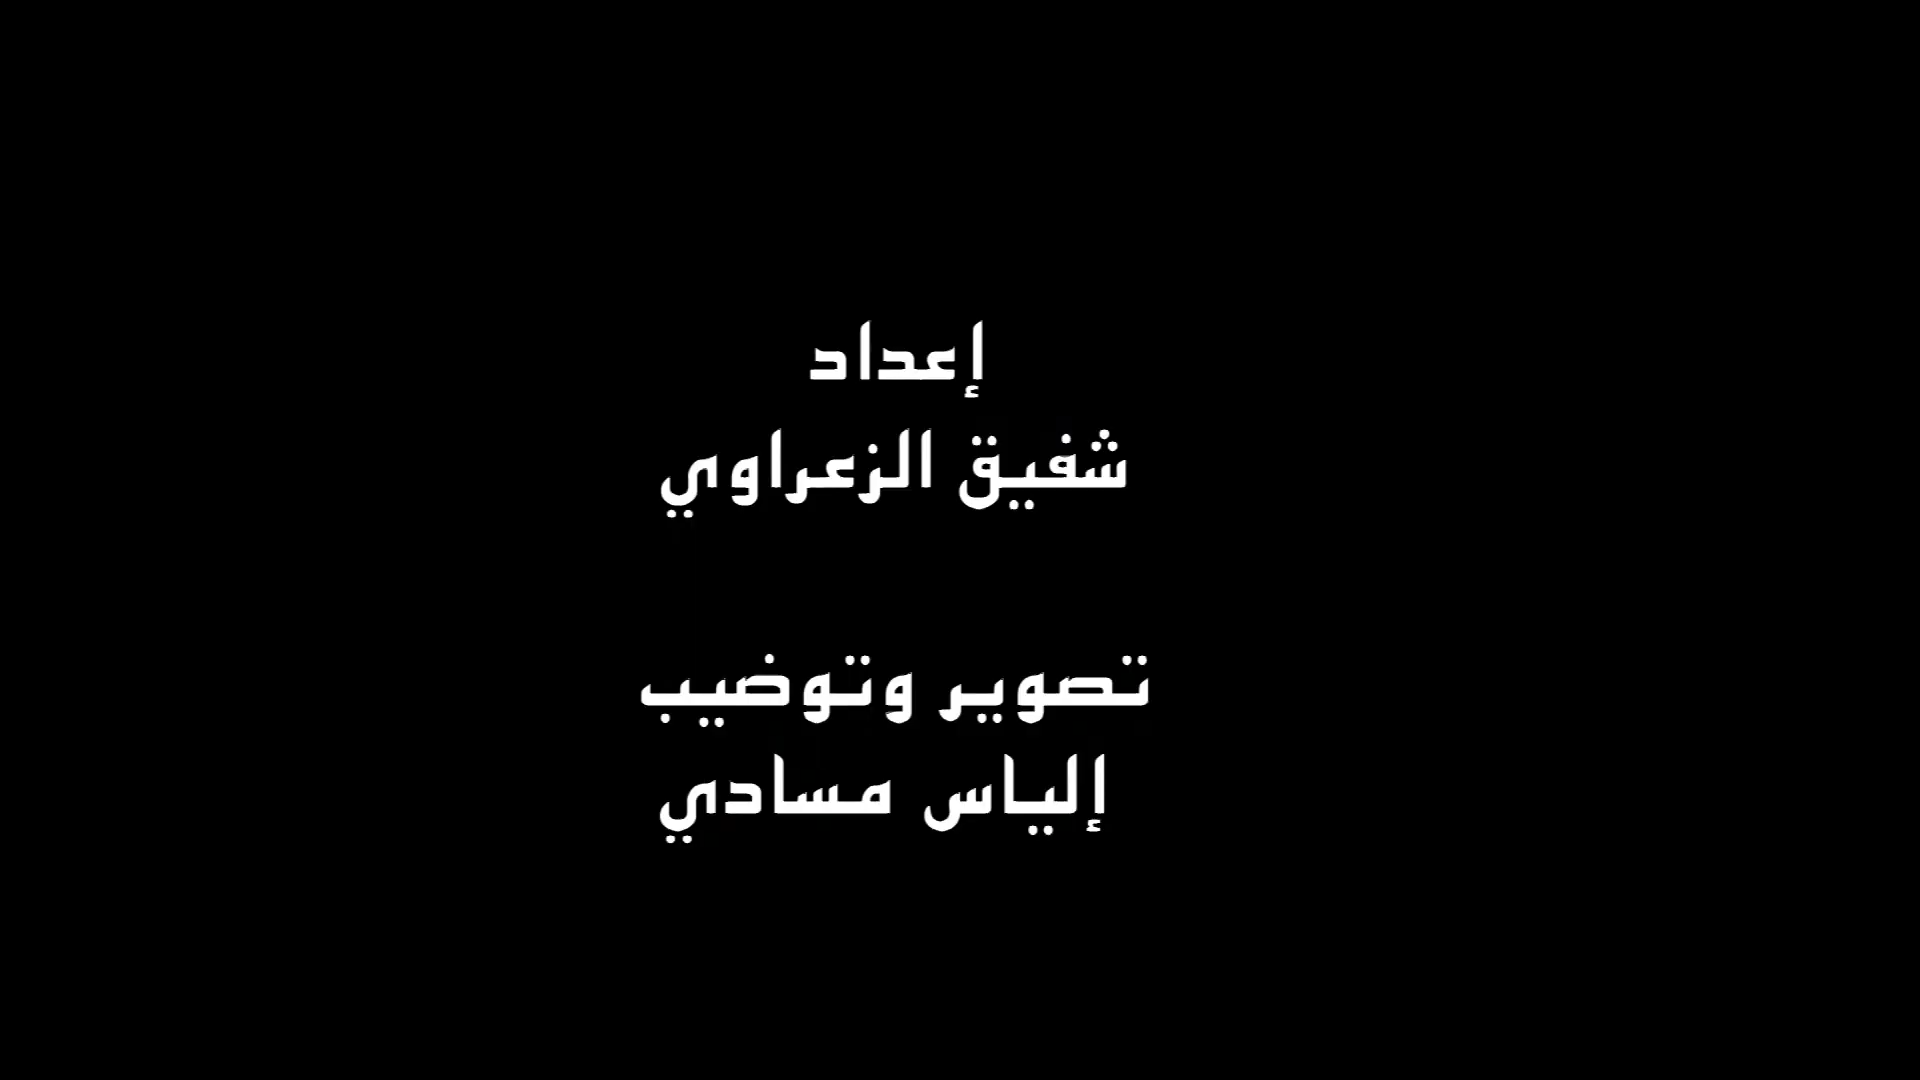 إعداد
شفيق الزعراوي
تصوير وتوضيب
إلياس مسادي